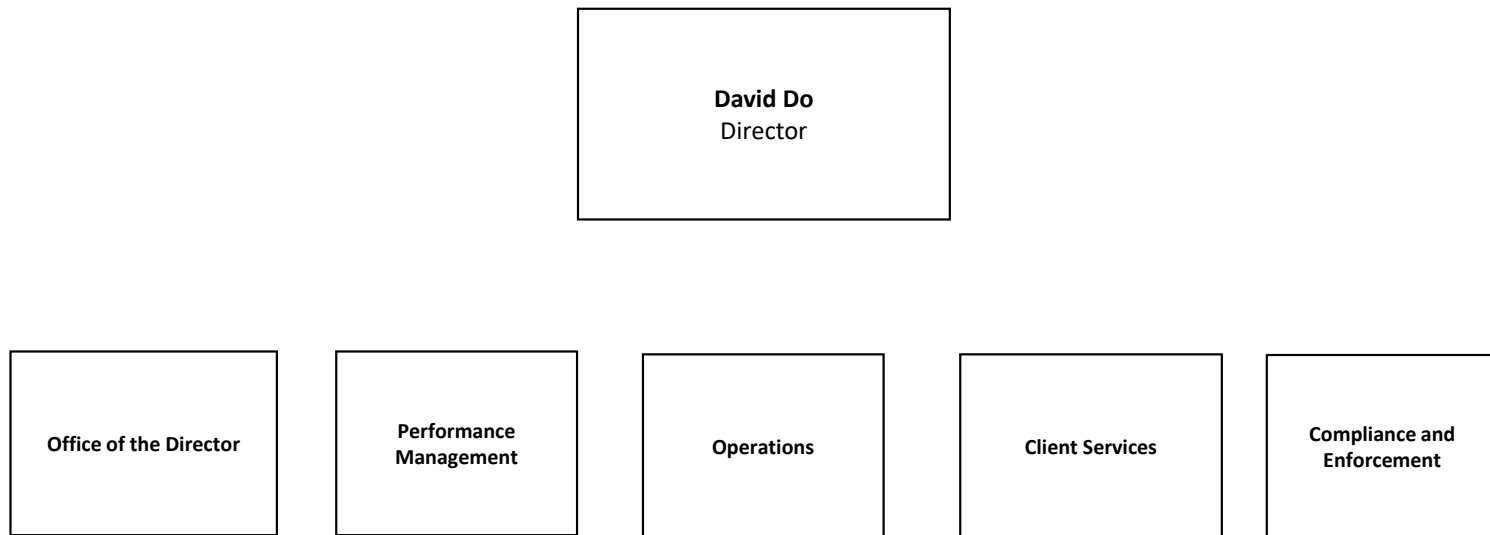 David Do
Director
Office of the Director
Performance
Management
Operations
Client Services
Compliance and
Enforcement